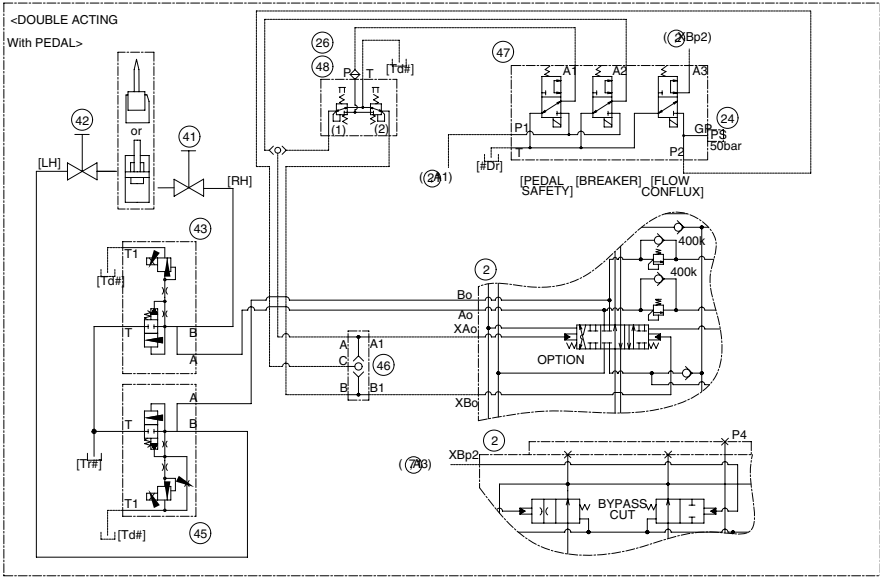 <DOUBLE ACTING
With PEDAL>
26
48
P T
[Td#]
(1) (2)
47
A1 A2 A3
XBp2)
24
GP
PS
50bar
P1
T
P2
[#Dr]
[PEDAL
SAFETY]
[BREAKER]
[FLOW
CONFLUX]
42
or
41
[LH]
[RH]
43
T1
[Td#]
T
B
A
2
400k
400k
Bo
Ao
XAo
OPTION
XBo
A A1
C
46
B B1
A
T B
[Tr#]
T1
[Td#]
45
2
P4
XBp2
BYPASS
CUT